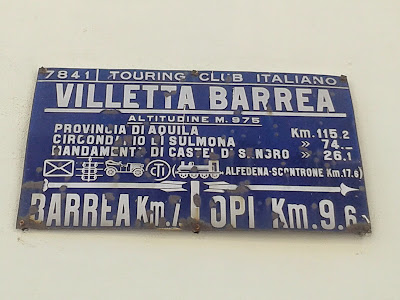 7841 TOURING CLUB ITALIANO
VILLETTA BARREA
ALTITUDINE M. 975
PROVINCIA DI AQUILA Km. 115.2
CIRCONDARIO DI SULMONA » 74.—
MANDAMENTO DI CASTEL DI SANGRO » 26.1
CTI ALFEDENA-SCONTRONE (Km. 17.6)
BARREA Km. 7. OPI Km. 9.6